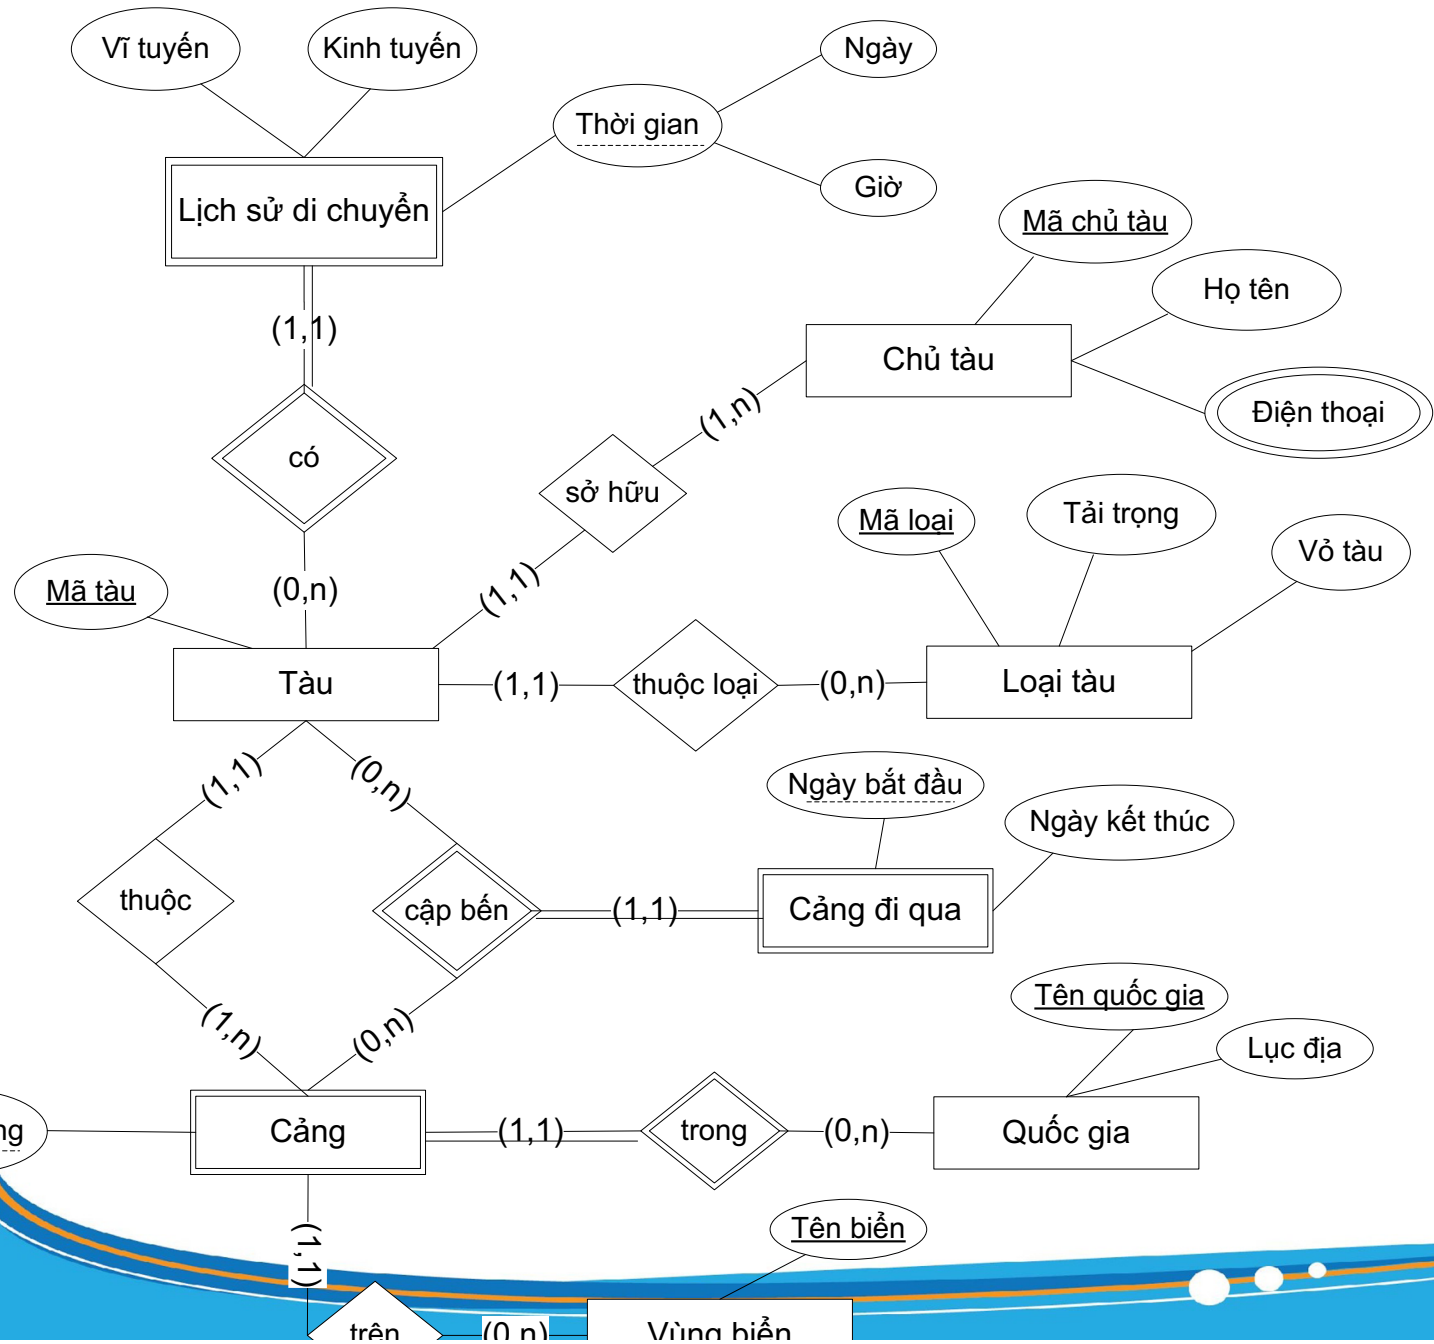 Vĩ tuyến
Kinh tuyến
Ngày
Thời gian
Giờ
Lịch sử di chuyển
Mã chủ tàu
Họ tên
(1,1)
Chủ tàu
(1,n)
Điện thoại
có
sở hữu
Mã loại
Tải trọng
Vỏ tàu
Mã tàu
(0,n)
(1,1)
Tàu
(1,1)
thuộc loại
(0,n)
Loại tàu
(1,1)
(0,n)
Ngày bắt đầu
Ngày kết thúc
thuộc
cập bến
(1,1)
Cảng đi qua
Tên quốc gia
(1,n)
(0,n)
Lục địa
Cảng
(1,1)
trong
(0,n)
Quốc gia
(1,1)
Tên biển
trên
(0,n)
Vùng biển